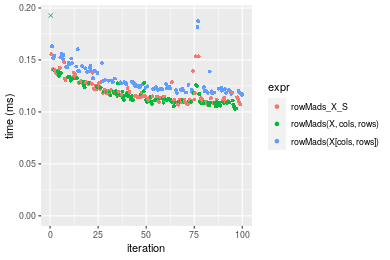 0.20
0.15
0.10
0.05
0.00
time (ms)
0
25
50
75
100
iteration
expr
rowMads_X_S
rowMads(X, cols, rows)
rowMads(X[cols, rows])